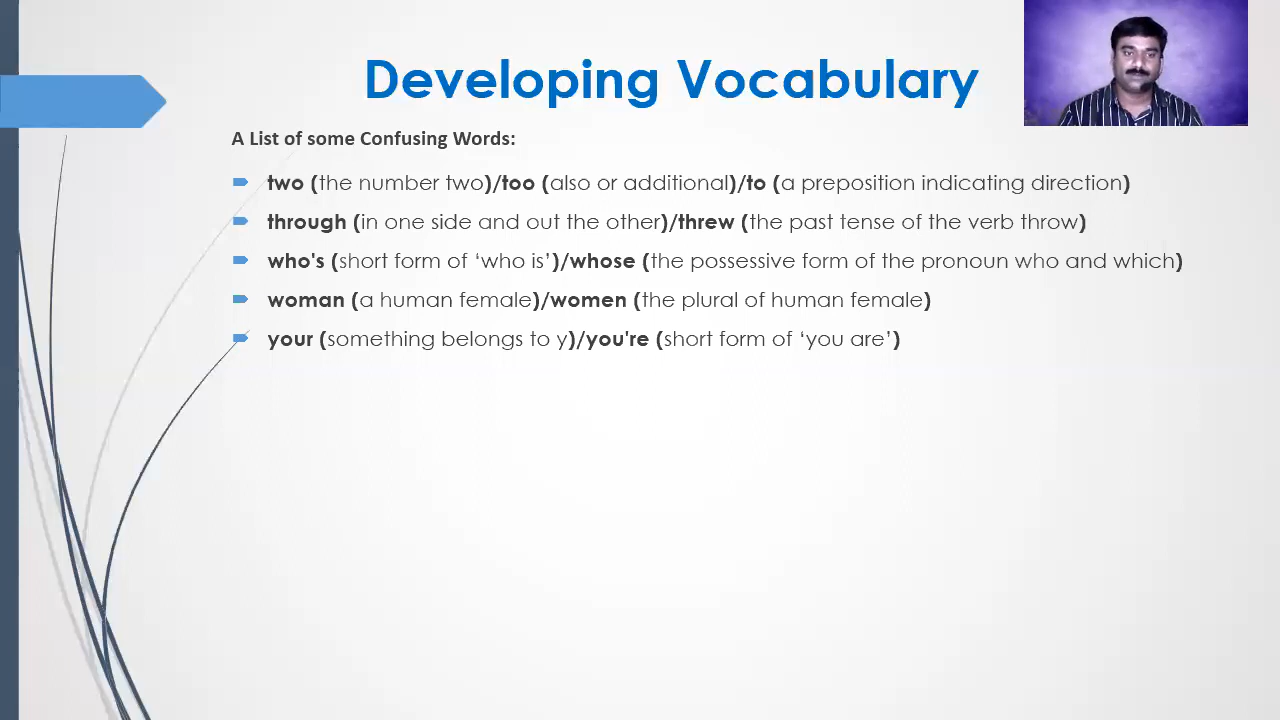 Developing Vocabulary
A List of some Confusing Words:
two (the number two)/too (also or additional)/to (a preposition indicating direction)
through (in one side and out the other)/threw (the past tense of the verb throw)
who's (short form of ‘who is’)/whose (the possessive form of the pronoun who and which)
woman (a human female)/women (the plural of human female)
your (something belongs to y)/you're (short form of ‘you are’)